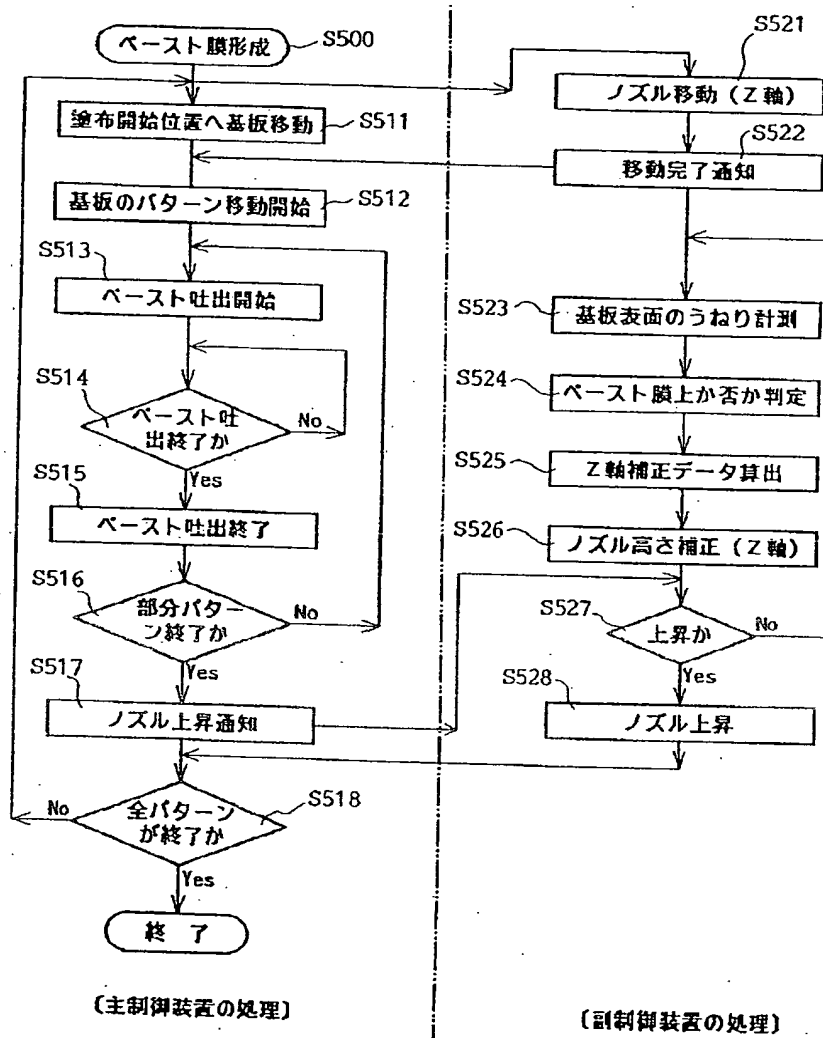 ペースト膜形成
S500
塗布開始位置へ基板移動
S511
基板のパターン移動開始
S512
S513
ペースト吐出開始
S514
ペースト吐
出終了か
No
Yes
S515
ペースト吐出終了
S516
部分パター
ン終了か
No
Yes
S517
ノズル上昇通知
S518
全パターン
が終了か
No
Yes
終 了
〔主制御装置の処理〕
S521
ノズル移動(Z軸)
S522
移動完了通知
S523
基板表面のうねり計測
S524
ペースト膜上か否か判定
S525
Z軸補正データ算出
S526
ノズル高さ補正(Z軸)
S527
上昇か
No
Yes
S528
ノズル上昇
〔副制御装置の処理〕